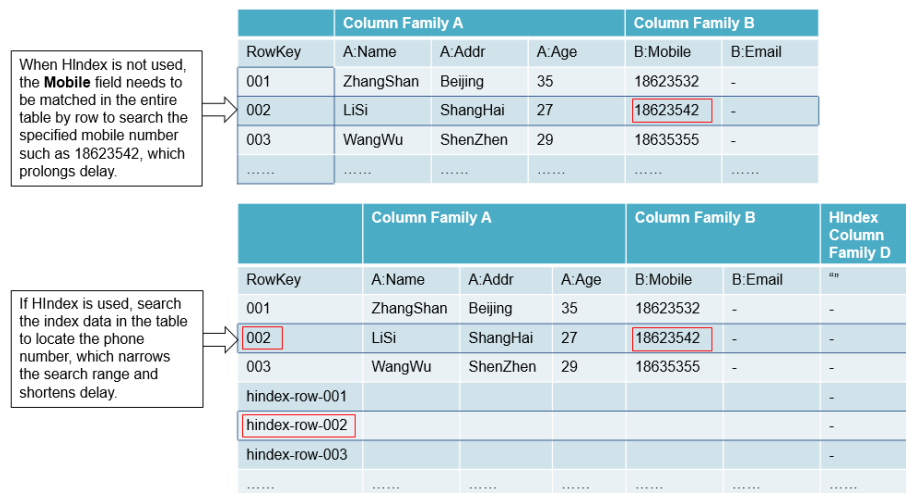 Column Family A Column Family B
RowKey A:Name A:Addr A:Age B:Mobile B:Email
001 ZhangShan Beijing 35 18623532 -
002 LiSi ShangHai 27 18623542 -
003 WangWu ShenZhen 29 18635355 -
…… …… …… …… …… ……
When HIndex is not used,
the Mobile field needs to
be matched in the entire
table by row to search the
specified mobile number
such as 18623542, which
prolongs delay.
Column Family A Column Family B HIndex
Column
Family D
RowKey A:Name A:Addr A:Age B:Mobile B:Email “”
001 ZhangShan Beijing 35 18623532 - -
002 LiSi ShangHai 27 18623542 - -
003 WangWu ShenZhen 29 18635355 - -
hindex-row-001 -
hindex-row-002 -
hindex-row-003 -
…… …… …… …… …… …… ……
If HIndex is used, search
the index data in the table
to locate the phone
number, which narrows
the search range and
shortens delay.